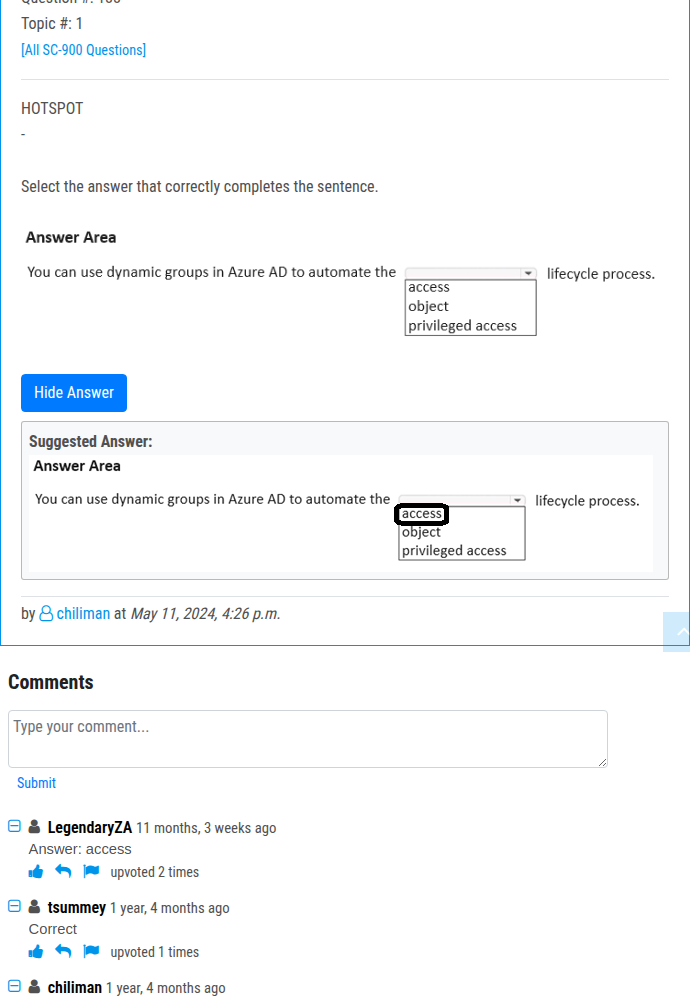 Topic #: 1
[All SC-900 Questions]
HOTSPOT
-
Select the answer that correctly completes the sentence.
Answer Area
You can use dynamic groups in Azure AD to automate the lifecycle process.
access
object
privileged access
Hide Answer
Suggested Answer:
Answer Area
You can use dynamic groups in Azure AD to automate the lifecycle process.
access
object
privileged access
by chiliman at May 11, 2024, 4:26 p.m.
Comments
Type your comment...
Submit
LegendaryZA 11 months, 3 weeks ago
Answer: access
upvoted 2 times
tsummey 1 year, 4 months ago
Correct
upvoted 1 times
chiliman 1 year, 4 months ago